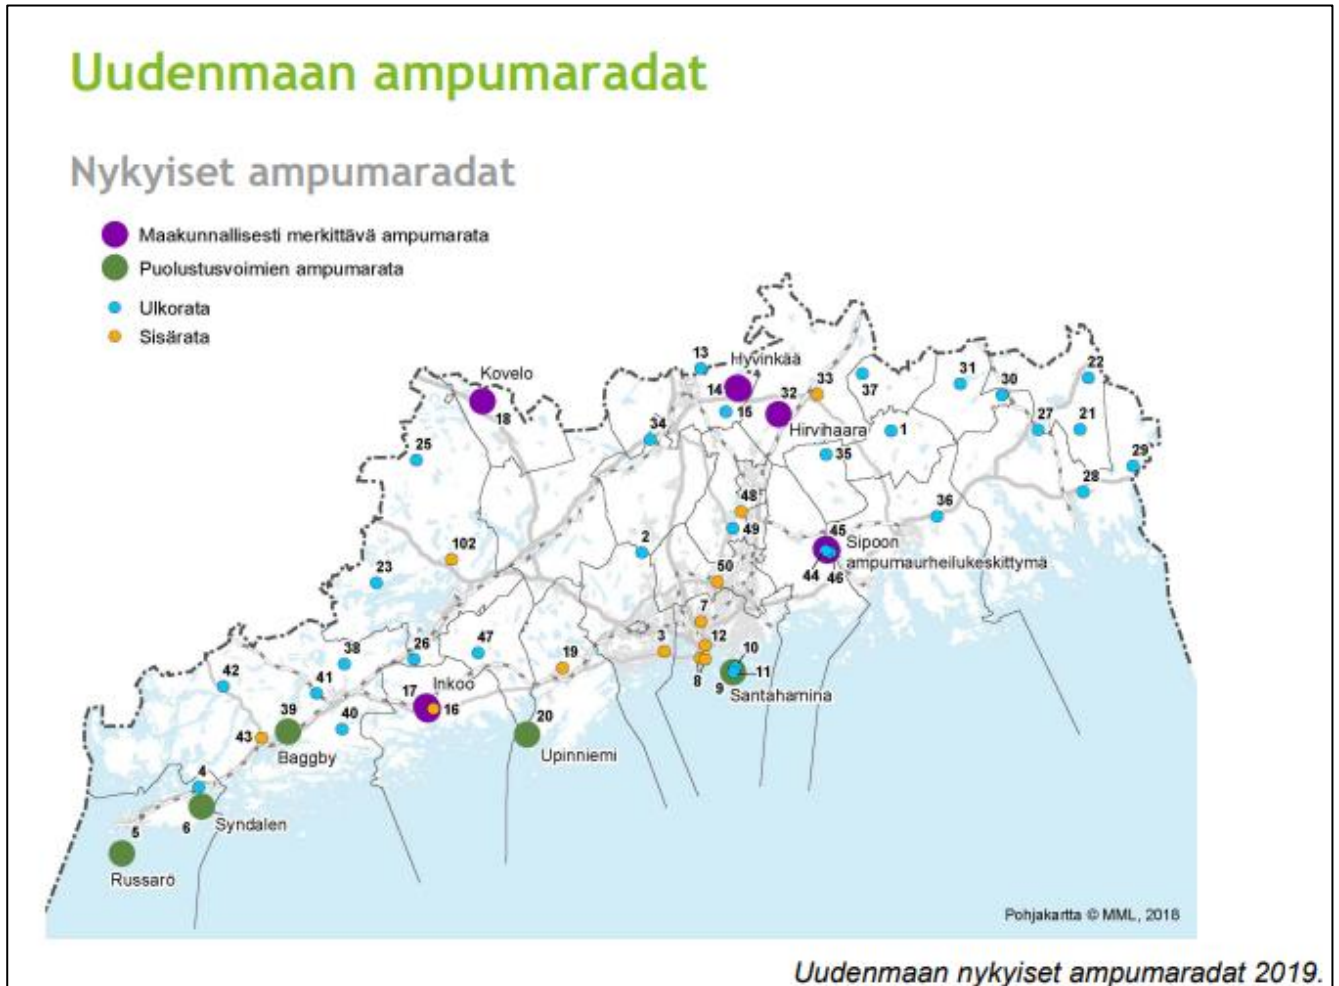 Uudenmaan ampumaradat
Nykyiset ampumaradat
Maakunnallisesti merkittävä ampumarata
Puolustusvoimien ampumarata
Ulkorata
Sisärata
13
Hyvinkää
22
31
Kovelo
14
32
33
37
30
18
15
Hirvihaara
1
27
21
34
25
35
29
28
48
36
49
45
2
Sipoon
102
ampumaurheilukeskittymä
44
46
23
50
7
12
3
10
47
26
19
38
8
11
42
9
Santahamina
41
17
Inkoo
16
39
40
20
43
Baggby
Upinniemi
4
6
Syndalen
5
Russarö
Pohjakartta © MML, 2018
Uudenmaan nykyiset ampumaradat 2019.